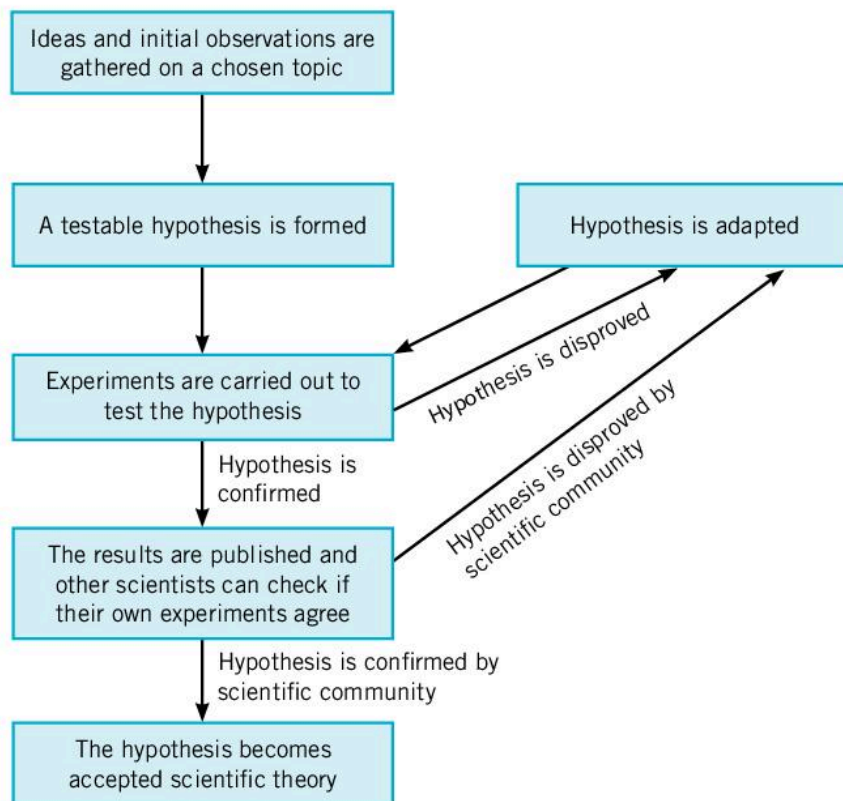 Ideas and initial observations are
gathered on a chosen topic
A testable hypothesis is formed
Hypothesis is adapted
Experiments are carried out to
test the hypothesis
Hypothesis is disproved
Hypothesis is
confirmed
Hypothesis is disproved by
scientific community
The results are published and
other scientists can check if
their own experiments agree
Hypothesis is confirmed by
scientific community
The hypothesis becomes
accepted scientific theory